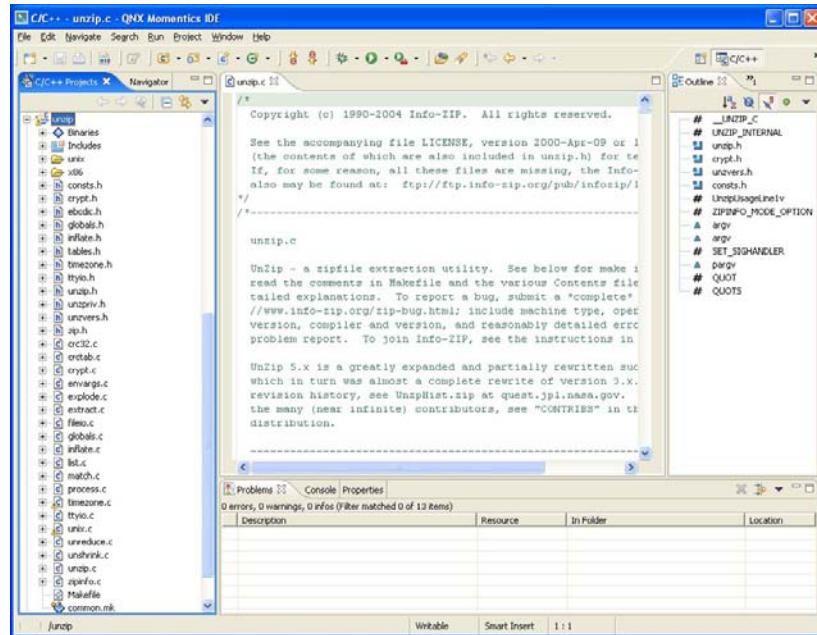 C/C++ - unzip.c - QNX Momentics IDE
File Edit Navigate Search Run Project Window Help
C/C++
C/C++ Projects Navigator
unzip
Binaries
Includes
unix
x86
consts.h
crypt.h
ebcdic.h
globals.h
inflate.h
tables.h
timezone.h
ttyio.h
unzip.h
unzpriv.h
unzvers.h
zip.h
crc32.c
crctab.c
crypt.c
envargs.c
explode.c
extract.c
fileio.c
globals.c
inflate.c
list.c
match.c
process.c
timezone.c
ttyio.c
unix.c
unreduce.c
unshrink.c
unzip.c
zipinfo.c
Makefile
common.mk
unzip.c
/*
Copyright (c) 1990-2004 Info-ZIP. All rights reserved.
See the accompanying file LICENSE, version 2000-Apr-09 or l
(the contents of which are also included in unzip.h) for te
If, for some reason, all these files are missing, the Info-
also may be found at: ftp://ftp.info-zip.org/pub/infozip/l
*/
/*---------------------------------------------------------
unzip.c
UnZip - a zipfile extraction utility. See below for make i
read the comments in Makefile and the various Contents file
tailed explanations. To report a bug, submit a *complete*
//www.info-zip.org/zip-bug.html; include machine type, oper
version, compiler and version, and reasonably detailed erro
problem report. To join Info-ZIP, see the instructions in
UnZip 5.x is a greatly expanded and partially rewritten suc
which in turn was almost a complete rewrite of version 3.x.
revision history, see UnzpHist.zip at quest.jpl.nasa.gov.
the many (near infinite) contributors, see "CONTRIBS" in th
distribution.
---------------------------------------------------------
Outline
__UNZIP_C
UNZIP_INTERNAL
unzip.h
crypt.h
unzvers.h
consts.h
UnzipUsageLine1v
ZIPINFO_MODE_OPTION
argv
argv
SET_SIGHANDLER
pargv
QUOT
QUOTS
Problems Console Properties
0 errors, 0 warnings, 0 infos (Filter matched 0 of 13 items)
Description Resource In Folder Location
/unzip Writable Smart Insert 1 : 1